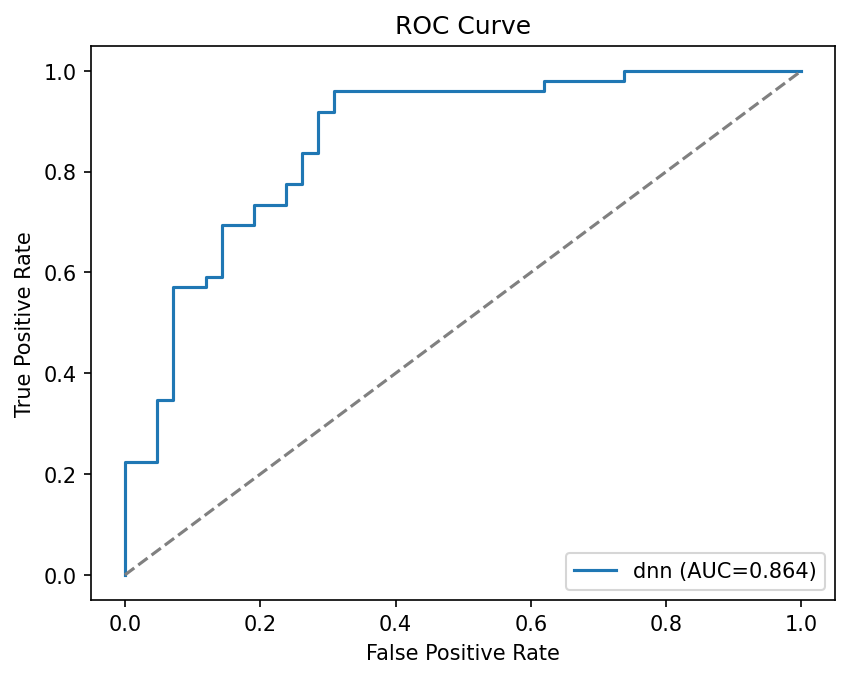 ROC Curve
True Positive Rate
1.0
0.8
0.6
0.4
0.2
0.0
dnn (AUC=0.864)
0.0 0.2 0.4 0.6 0.8 1.0
False Positive Rate